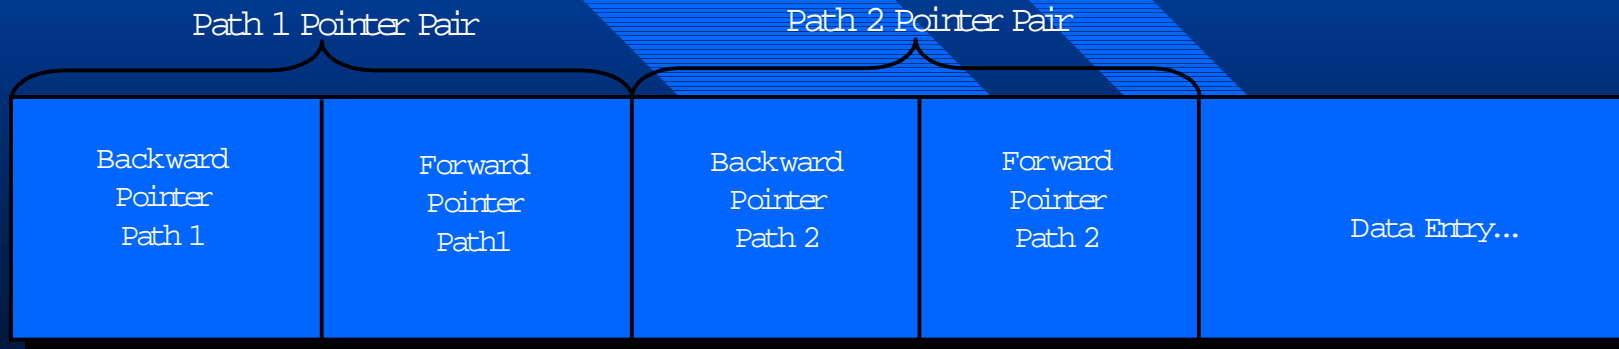 Path 1 Pointer Pair
Path 2 Pointer Pair
Backward
Pointer
Path 1
Forward
Pointer
Path1
Backward
Pointer
Path 2
Forward
Pointer
Path 2
Data Entry...